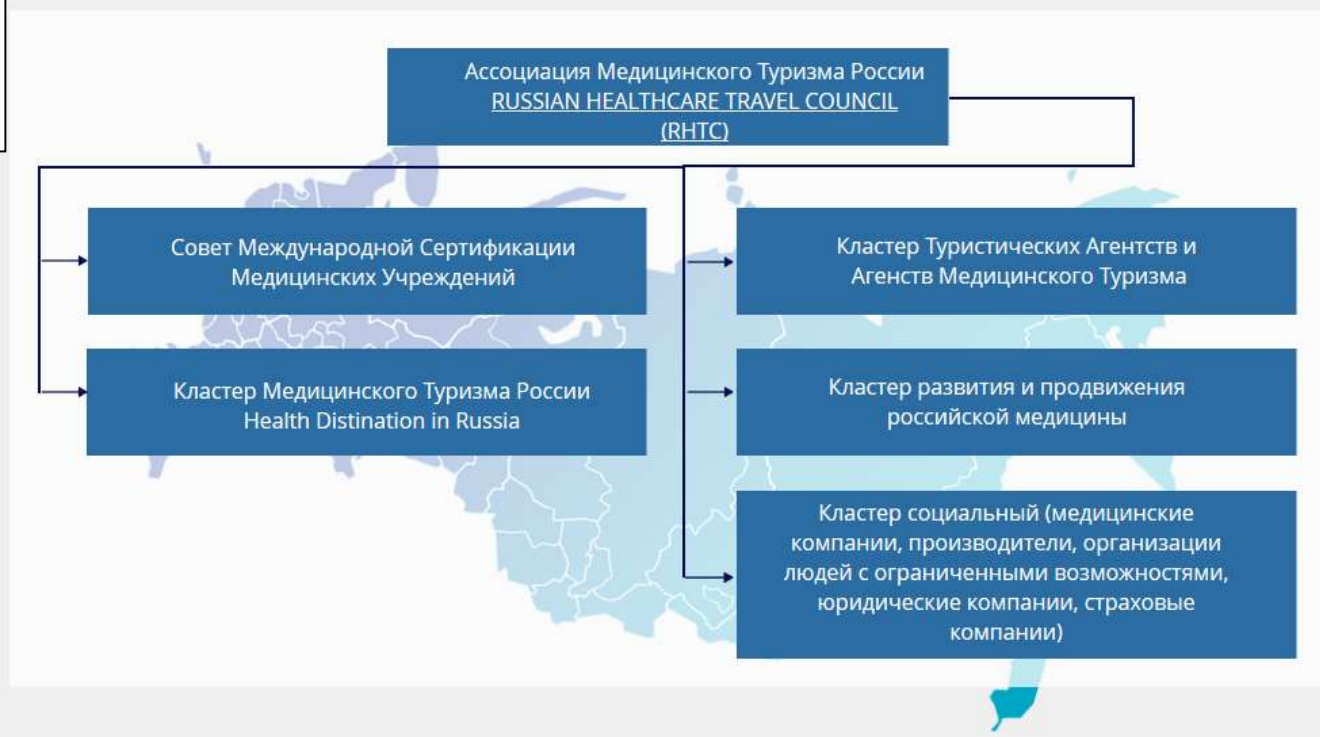 Ассоциация Медицинского Туризма России
RUSSIAN HEALTHCARE TRAVEL COUNCIL
(RHTC)
Совет Международной Сертификации
Медицинских Учреждений
Кластер Медицинского Туризма России
Health Distination in Russia
Кластер Туристических Агентств и
Агенств Медицинского Туризма
Кластер развития и продвижения
российской медицины
Кластер социальный (медицинские
компании, производители, организации
людей с ограниченными возможностями,
юридические компании, страховые
компании)